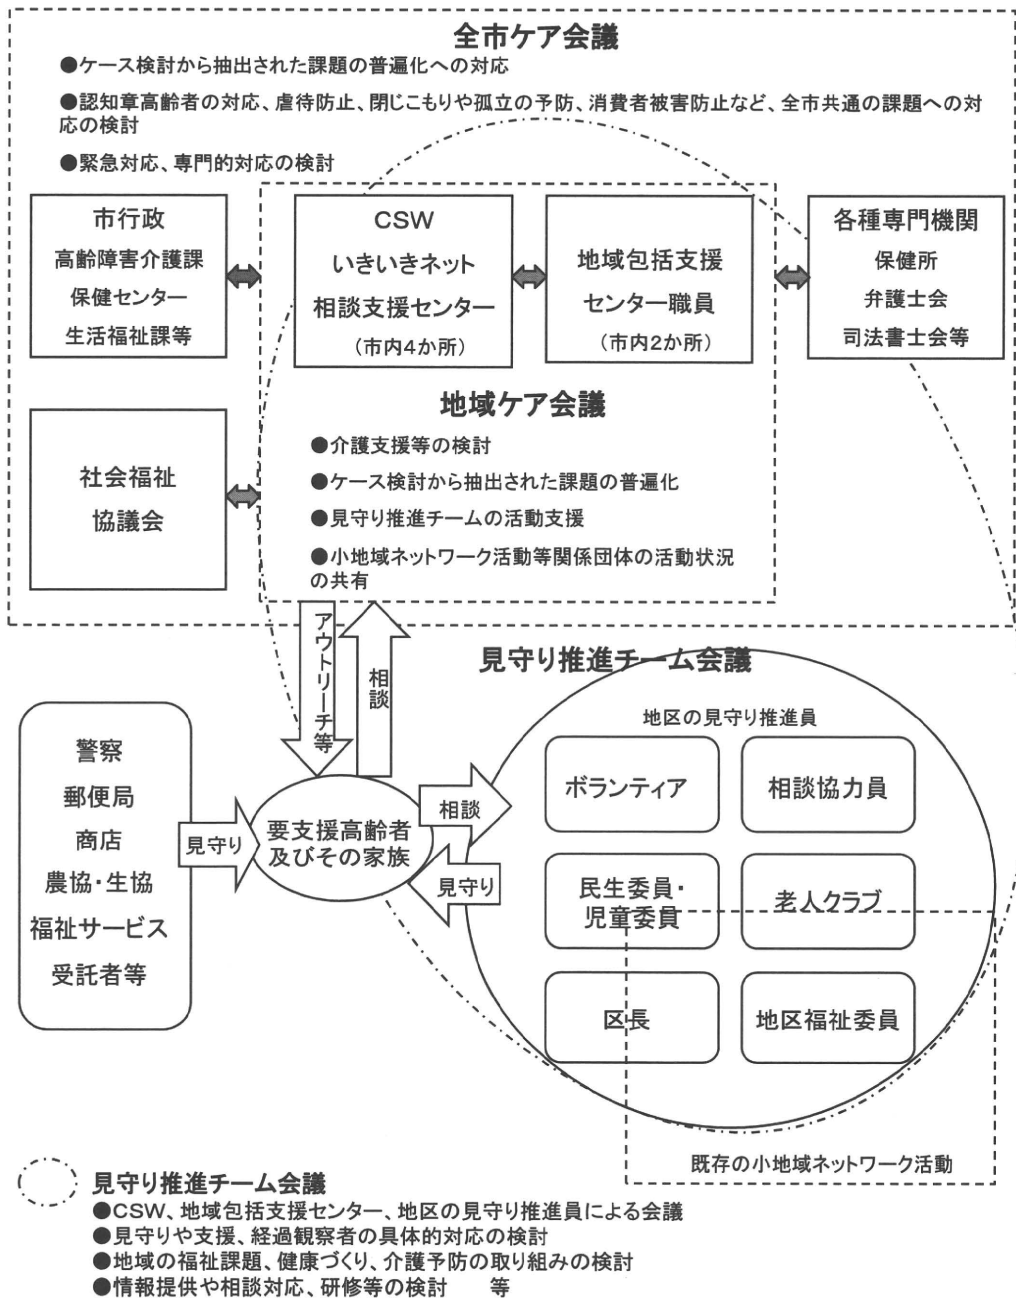 全市ケア会議
●ケース検討から抽出された課題の普遍化への対応
●認知章高齢者の対応、虐待防止、閉じこもりや孤立の予防、消費者被害防止など、全市共通の課題への対
応の検討
●緊急対応、専門的対応の検討
市行政
高齢障害介護課
保健センター
生活福祉課等
CSW
いきいきネット
相談支援センター
(市内4か所)
地域包括支援
センター職員
(市内2か所)
各種専門機関
保健所
弁護士会
司法書士会等
社会福祉
協議会
地域ケア会議
●介護支援等の検討
●ケース検討から抽出された課題の普遍化
●見守り推進チームの活動支援
●小地域ネットワーク活動等関係団体の活動状況
の共有
アウトリーチ等
相談
見守り推進チーム会議
地区の見守り推進員
ボランティア
相談協力員
民生委員・
児童委員
老人クラブ
区長
地区福祉委員
既存の小地域ネットワーク活動
警察
郵便局
商店
農協・生協
福祉サービス
受託者等
見守り
要支援高齢者
及びその家族
相談
見守り
見守り推進チーム会議
●CSW、地域包括支援センター、地区の見守り推進員による会議
●見守りや支援、経過観察者の具体的対応の検討
●地域の福祉課題、健康づくり、介護予防の取り組みの検討
●情報提供や相談対応、研修等の検討　　等